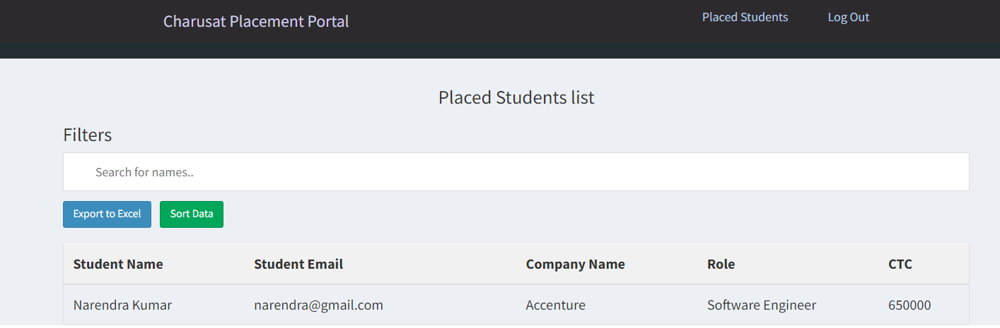 Charusat Placement Portal Placed Students Log Out
Placed Students list
Filters
Search for names..
Export to Excel Sort Data
Student Name Student Email Company Name Role CTC
Narendra Kumar narendra@gmail.com Accenture Software Engineer 650000